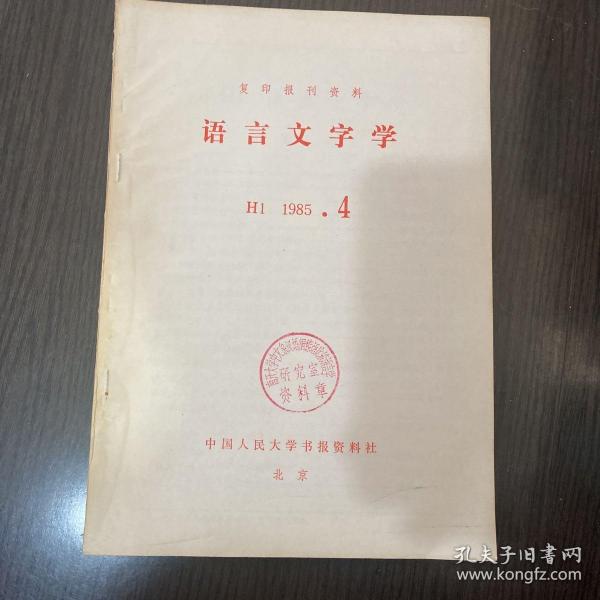 复印报刊资料
语言文字学
H1 1985.4
研究室
资料章
中国人民大学书报资料社
北京
孔夫子旧书网
www.kongfz.com